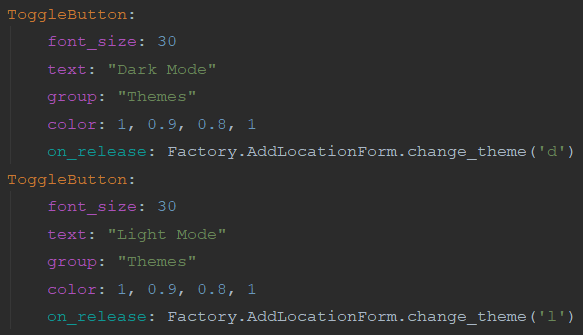 ToggleButton:
font_size: 30
text: "Dark Mode"
group: "Themes"
color: 1, 0.9, 0.8, 1
on_release: Factory.AddLocationForm.change_theme('d')
ToggleButton:
font_size: 30
text: "Light Mode"
group: "Themes"
color: 1, 0.9, 0.8, 1
on_release: Factory.AddLocationForm.change_theme('l')